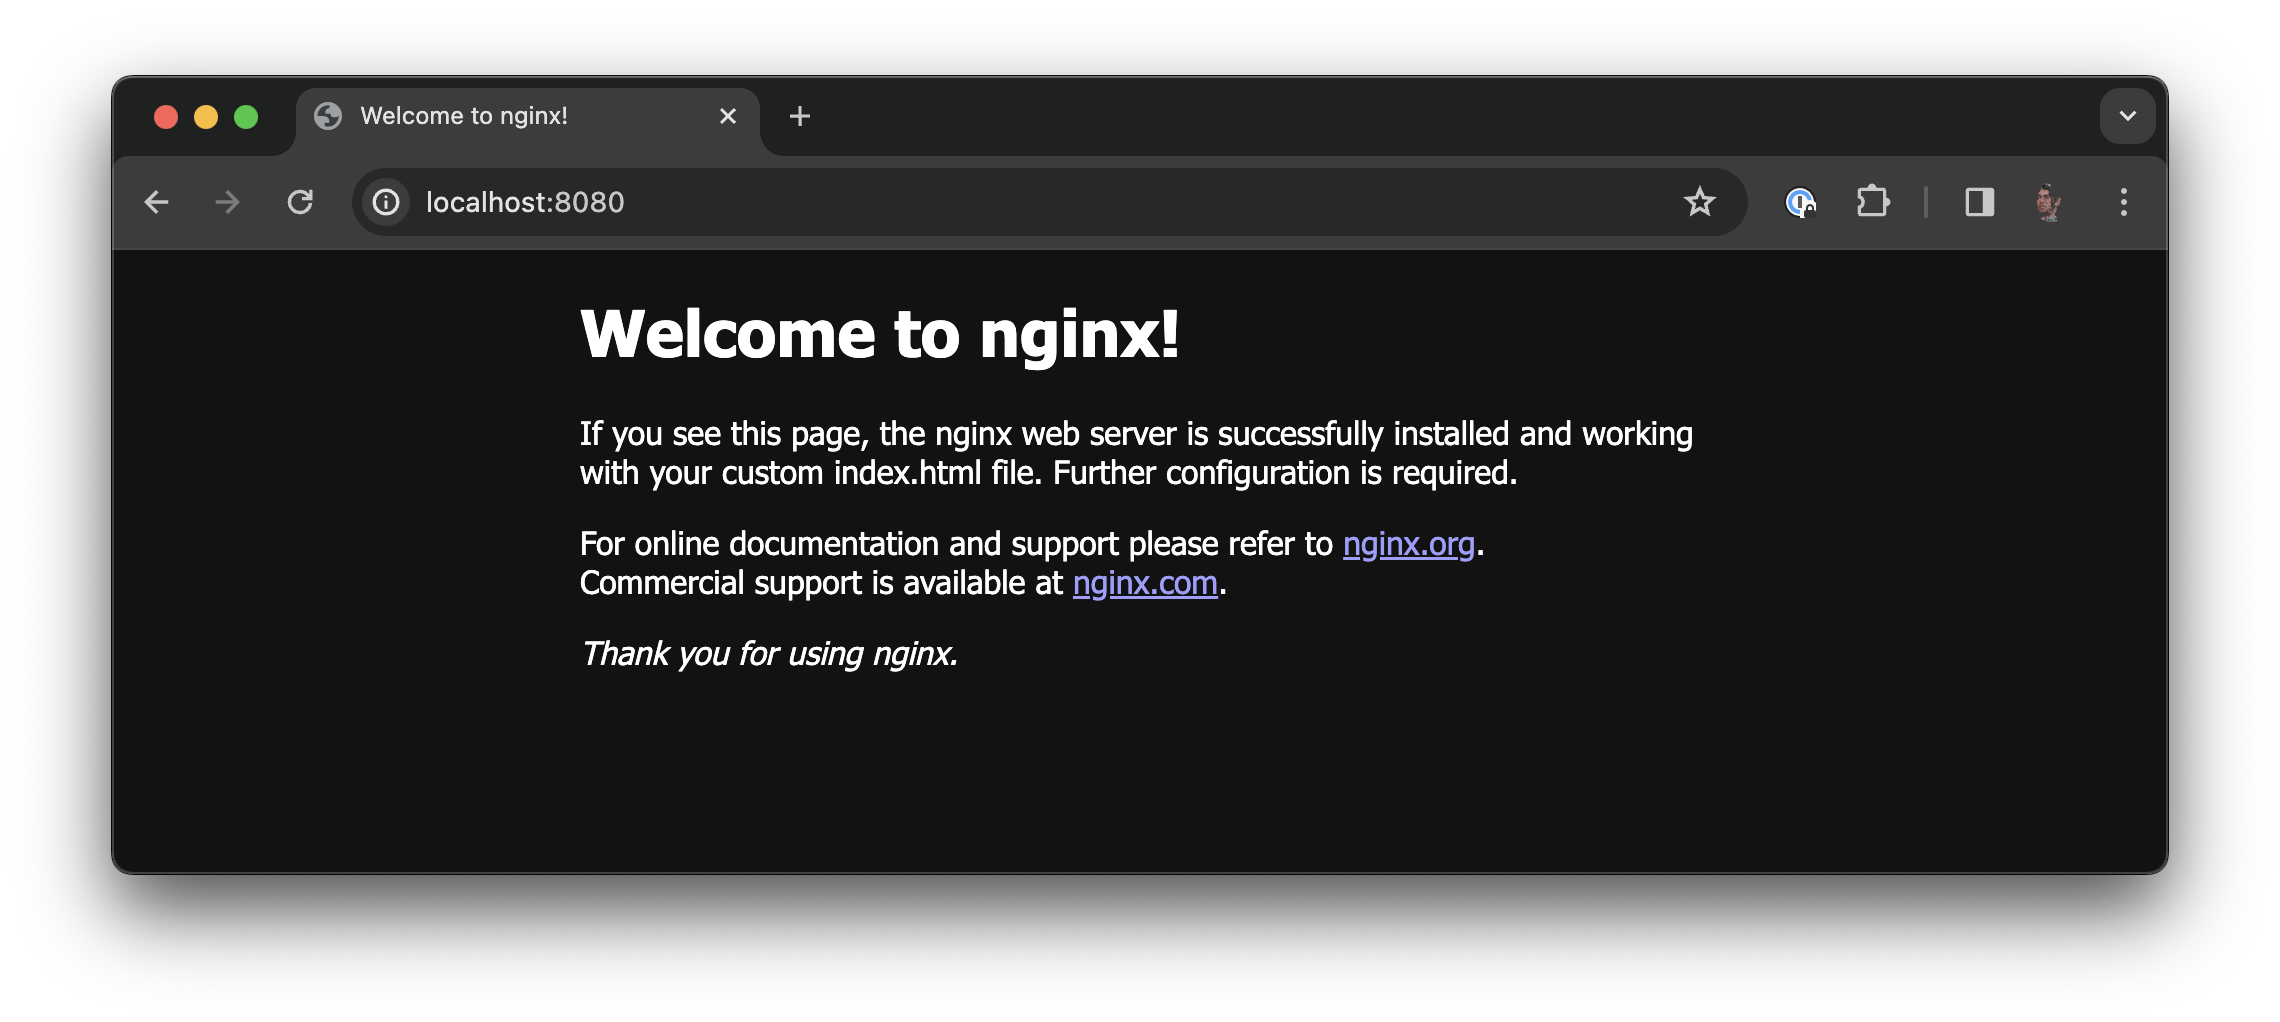 Welcome to nginx!
localhost:8080
Welcome to nginx!
If you see this page, the nginx web server is successfully installed and working
with your custom index.html file. Further configuration is required.
For online documentation and support please refer to nginx.org.
Commercial support is available at nginx.com.
Thank you for using nginx.